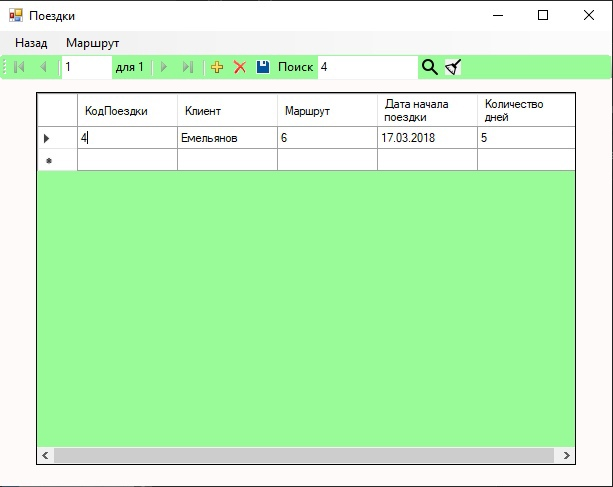 Поездки
Назад Маршрут
1 для 1 Поиск 4
КодПоездки Клиент Маршрут Дата начала поездки Количество дней
4 Емельянов 6 17.03.2018 5